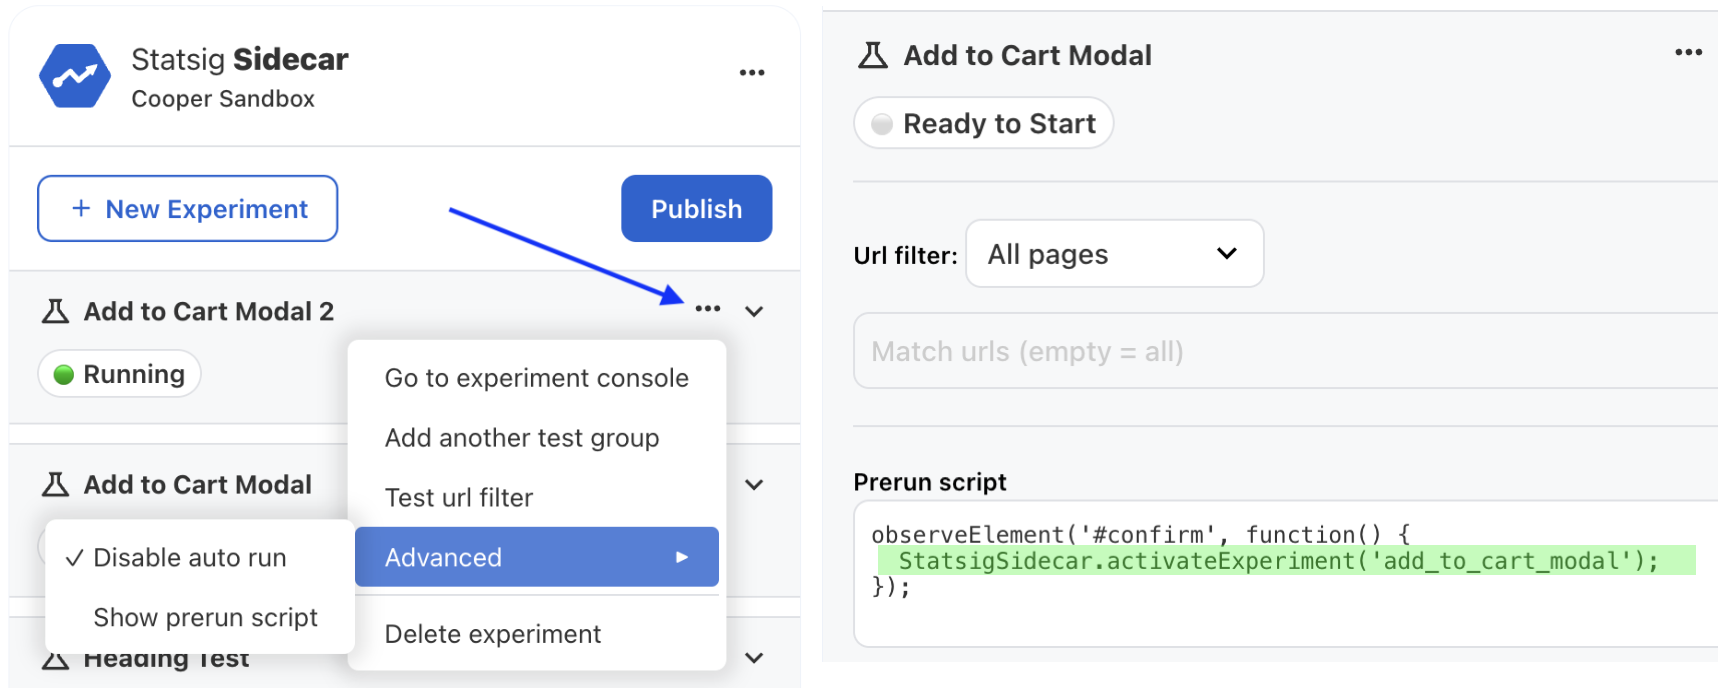 Statsig Sidecar
Cooper Sandbox
+ New Experiment
Publish
Add to Cart Modal 2
Running
Go to experiment console
Add another test group
Test url filter
Advanced
Delete experiment
Add to Cart Modal
✓ Disable auto run
Show prerun script
Heading Test
Add to Cart Modal
Ready to Start
Url filter: All pages
Match urls (empty = all)
Prerun script
observeElement('#confirm', function() {
StatsigSidecar.activateExperiment('add_to_cart_modal');
});